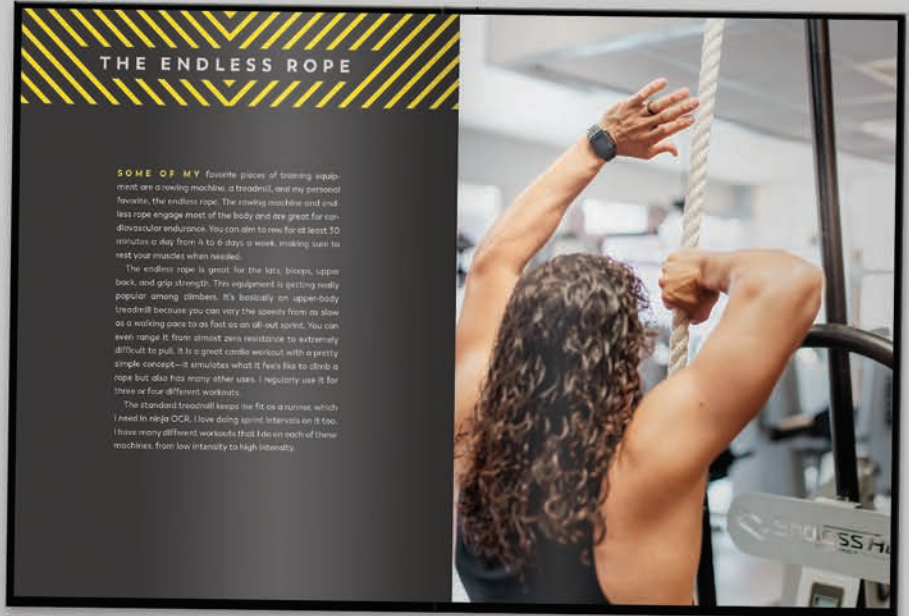 THE ENDLESS ROPE
SOME OF MY favorite pieces of training equip-
ment are a rowing machine, a treadmill, and my personal
favorite, the endless rope. The rowing machine and end-
less rope engage most of the body and are great for car-
diovascular endurance. You can aim to row for at least 30
minutes a day from 4 to 6 days a week, making sure to
rest your muscles when needed.
The endless rope is great for the lats, biceps, upper
back, and grip strength. This equipment is getting really
popular among climbers. It's basically an upper-body
treadmill because you can vary the speeds from as slow
as a walking pace to as fast as an all-out sprint. You can
even range it from almost zero resistance to extremely
difficult to pull. It is a great cardio workout with a pretty
simple concept—it simulates what it feels like to climb a
rope but also has many other uses. I regularly use it for
three or four different workouts.
The standard treadmill keeps me fit as a runner, which
I need in ninja OCR. I love doing sprint intervals on it too.
I have many different workouts that I do on each of these
machines, from low intensity to high intensity.